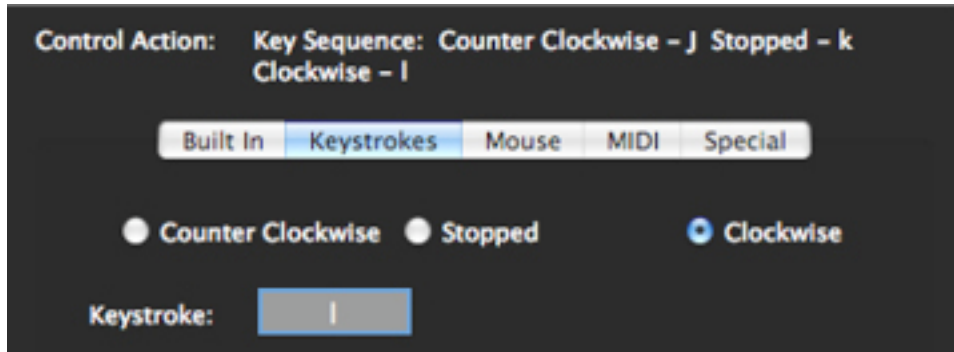 Control Action: Key Sequence: Counter Clockwise – J Stopped – k
Clockwise – l
Built In Keystrokes Mouse MIDI Special
Counter Clockwise Stopped Clockwise
Keystroke: l